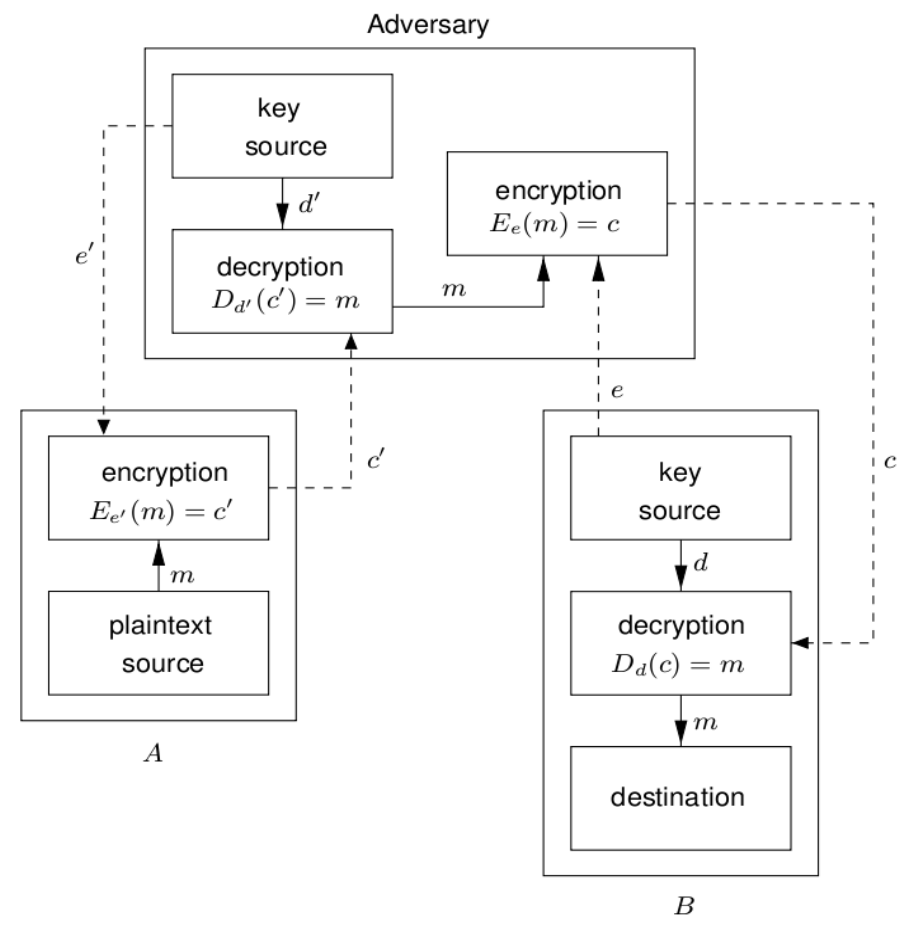 Adversary
key
source
d′
e′
encryption
E_e(m) = c
decryption
D_{d′}(c′) = m
m
e
c′
c
encryption
E_{e′}(m) = c′
m
plaintext
source
A
key
source
d
decryption
D_d(c) = m
m
destination
B